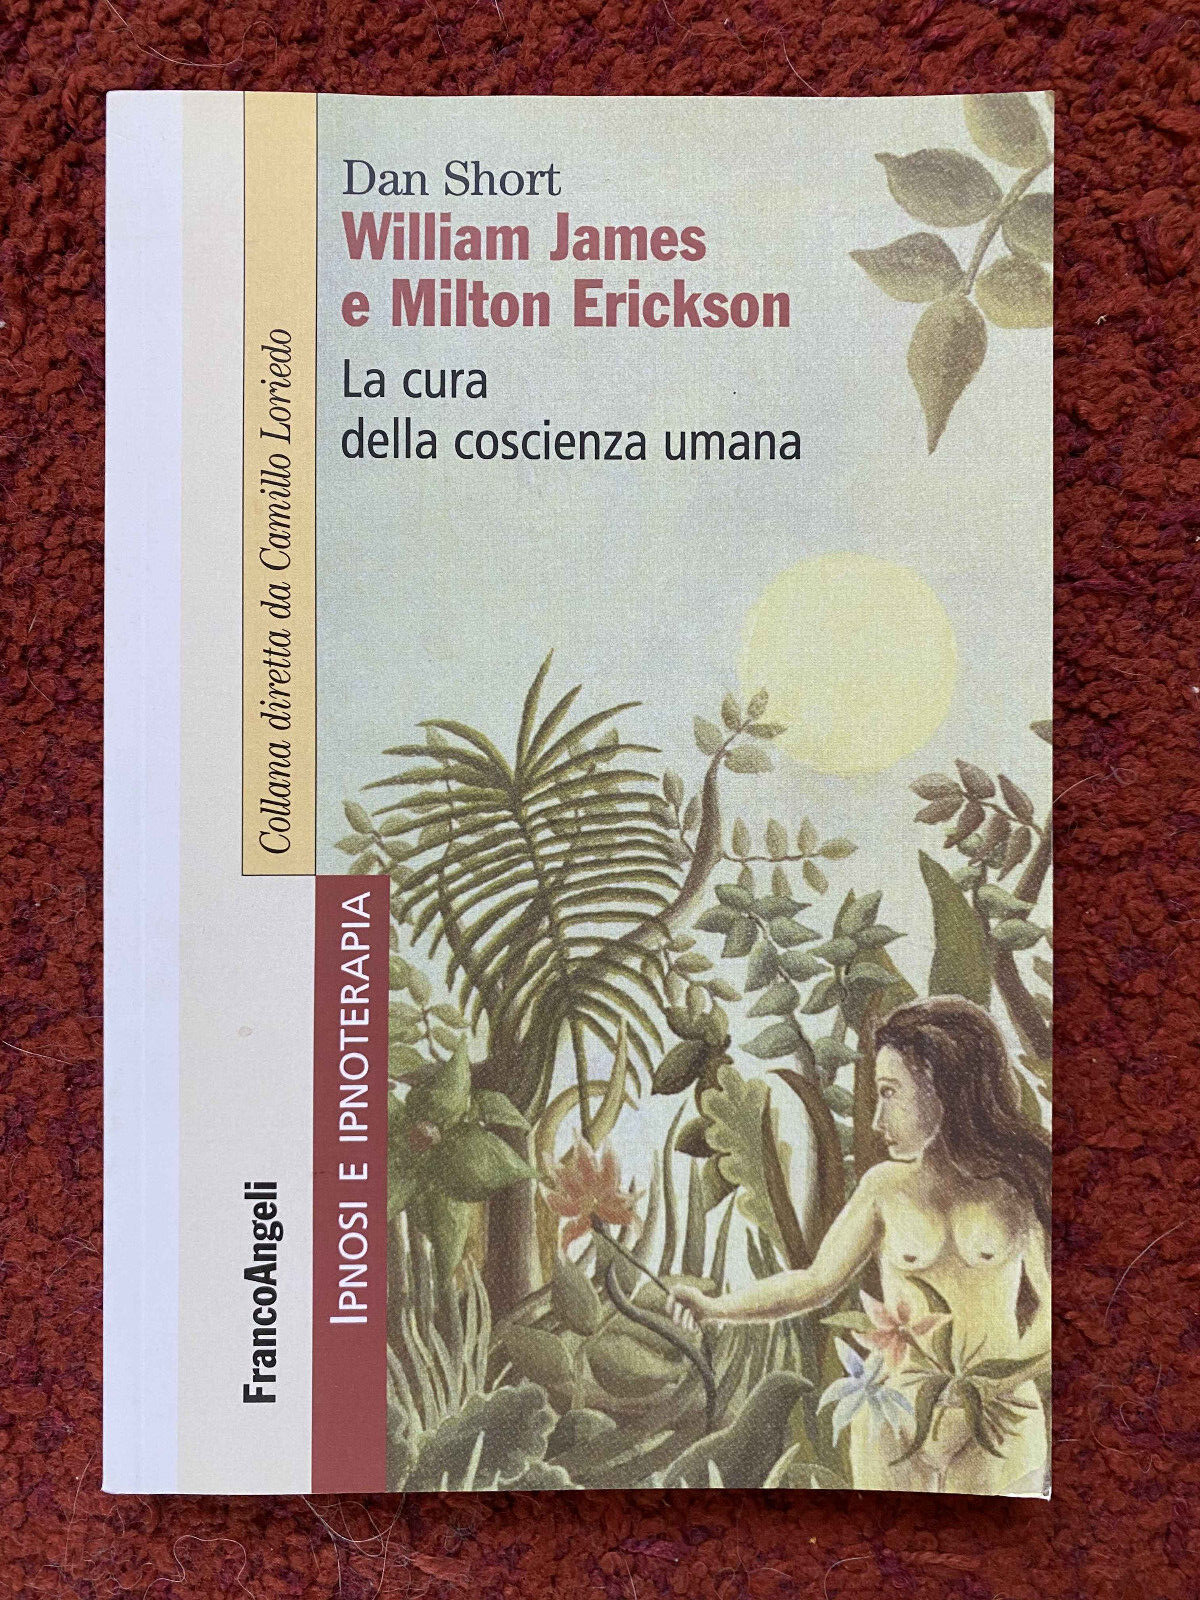 Dan Short
William James
e Milton Erickson
La cura
della coscienza umana
Collana diretta da Camillo Loriedo
IPNOSI E IPNOTERAPIA
FrancoAngeli